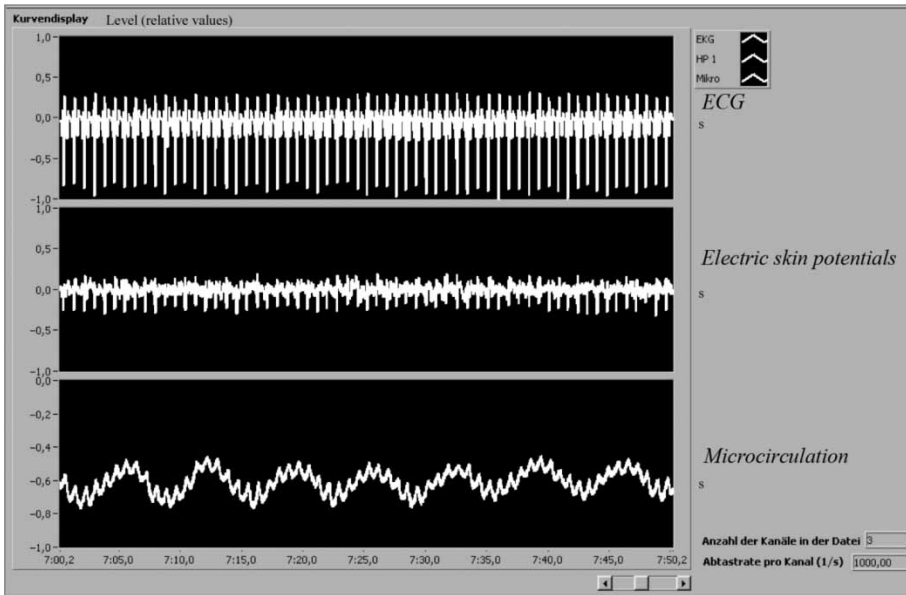 Kurvendisplay Level (relative values)
1,0
0,5
0,0
-0,5
-1,0
EKG
HP 1
Mikro
ECG
s
1,0
0,5
0,0
-0,5
-1,0
Electric skin potentials
s
0,0
-0,2
-0,4
-0,6
-0,8
-1,0
Microcirculation
s
7:00,2 7:05,0 7:10,0 7:15,0 7:20,0 7:25,0 7:30,0 7:35,0 7:40,0 7:45,0 7:50,2
Anzahl der Kanäle in der Datei 3
Abtastrate pro Kanal (1/s) 1000,00